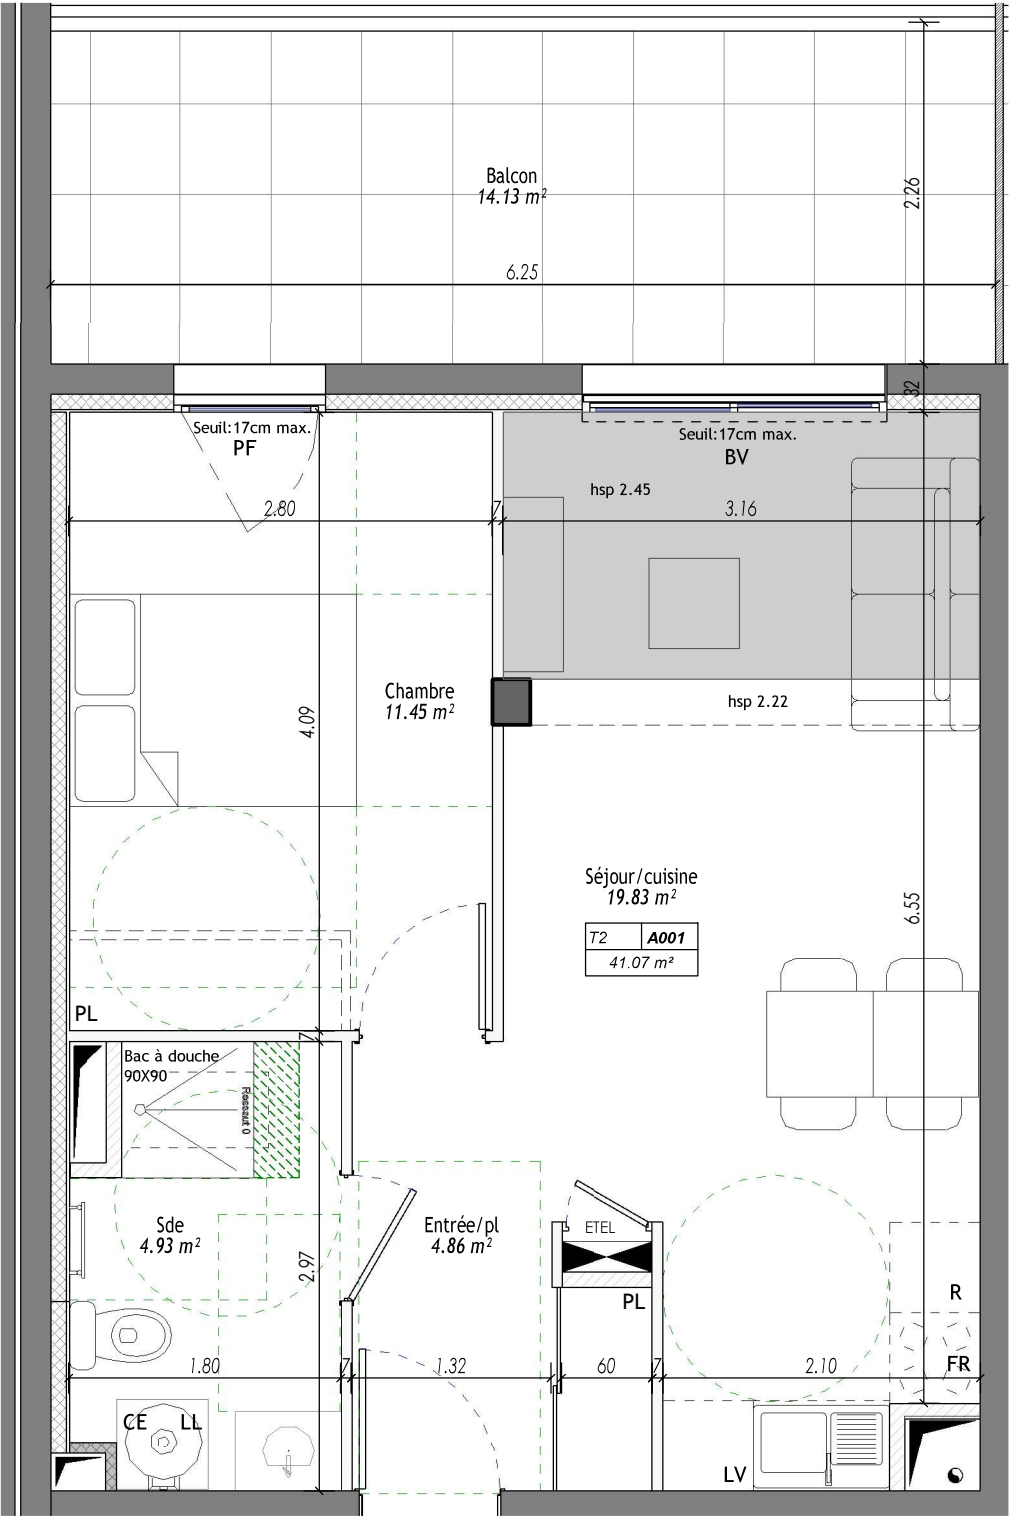 Balcon
14.13 m²
2.26
6.25
32
Seuil:17cm max.
PF
Seuil:17cm max.
BV
hsp 2.45
2.80
7
3.16
Chambre
11.45 m²
hsp 2.22
4.09
Séjour/cuisine
19.83 m²
T2 A001
41.07 m²
6.55
PL
7
Bac à douche
90X90
Ressaut 0
Sde
4.93 m²
Entrée/pl
4.86 m²
ETEL
2.97
PL
R
FR
1.80
7
1.32
60
7
2.10
CE LL
LV